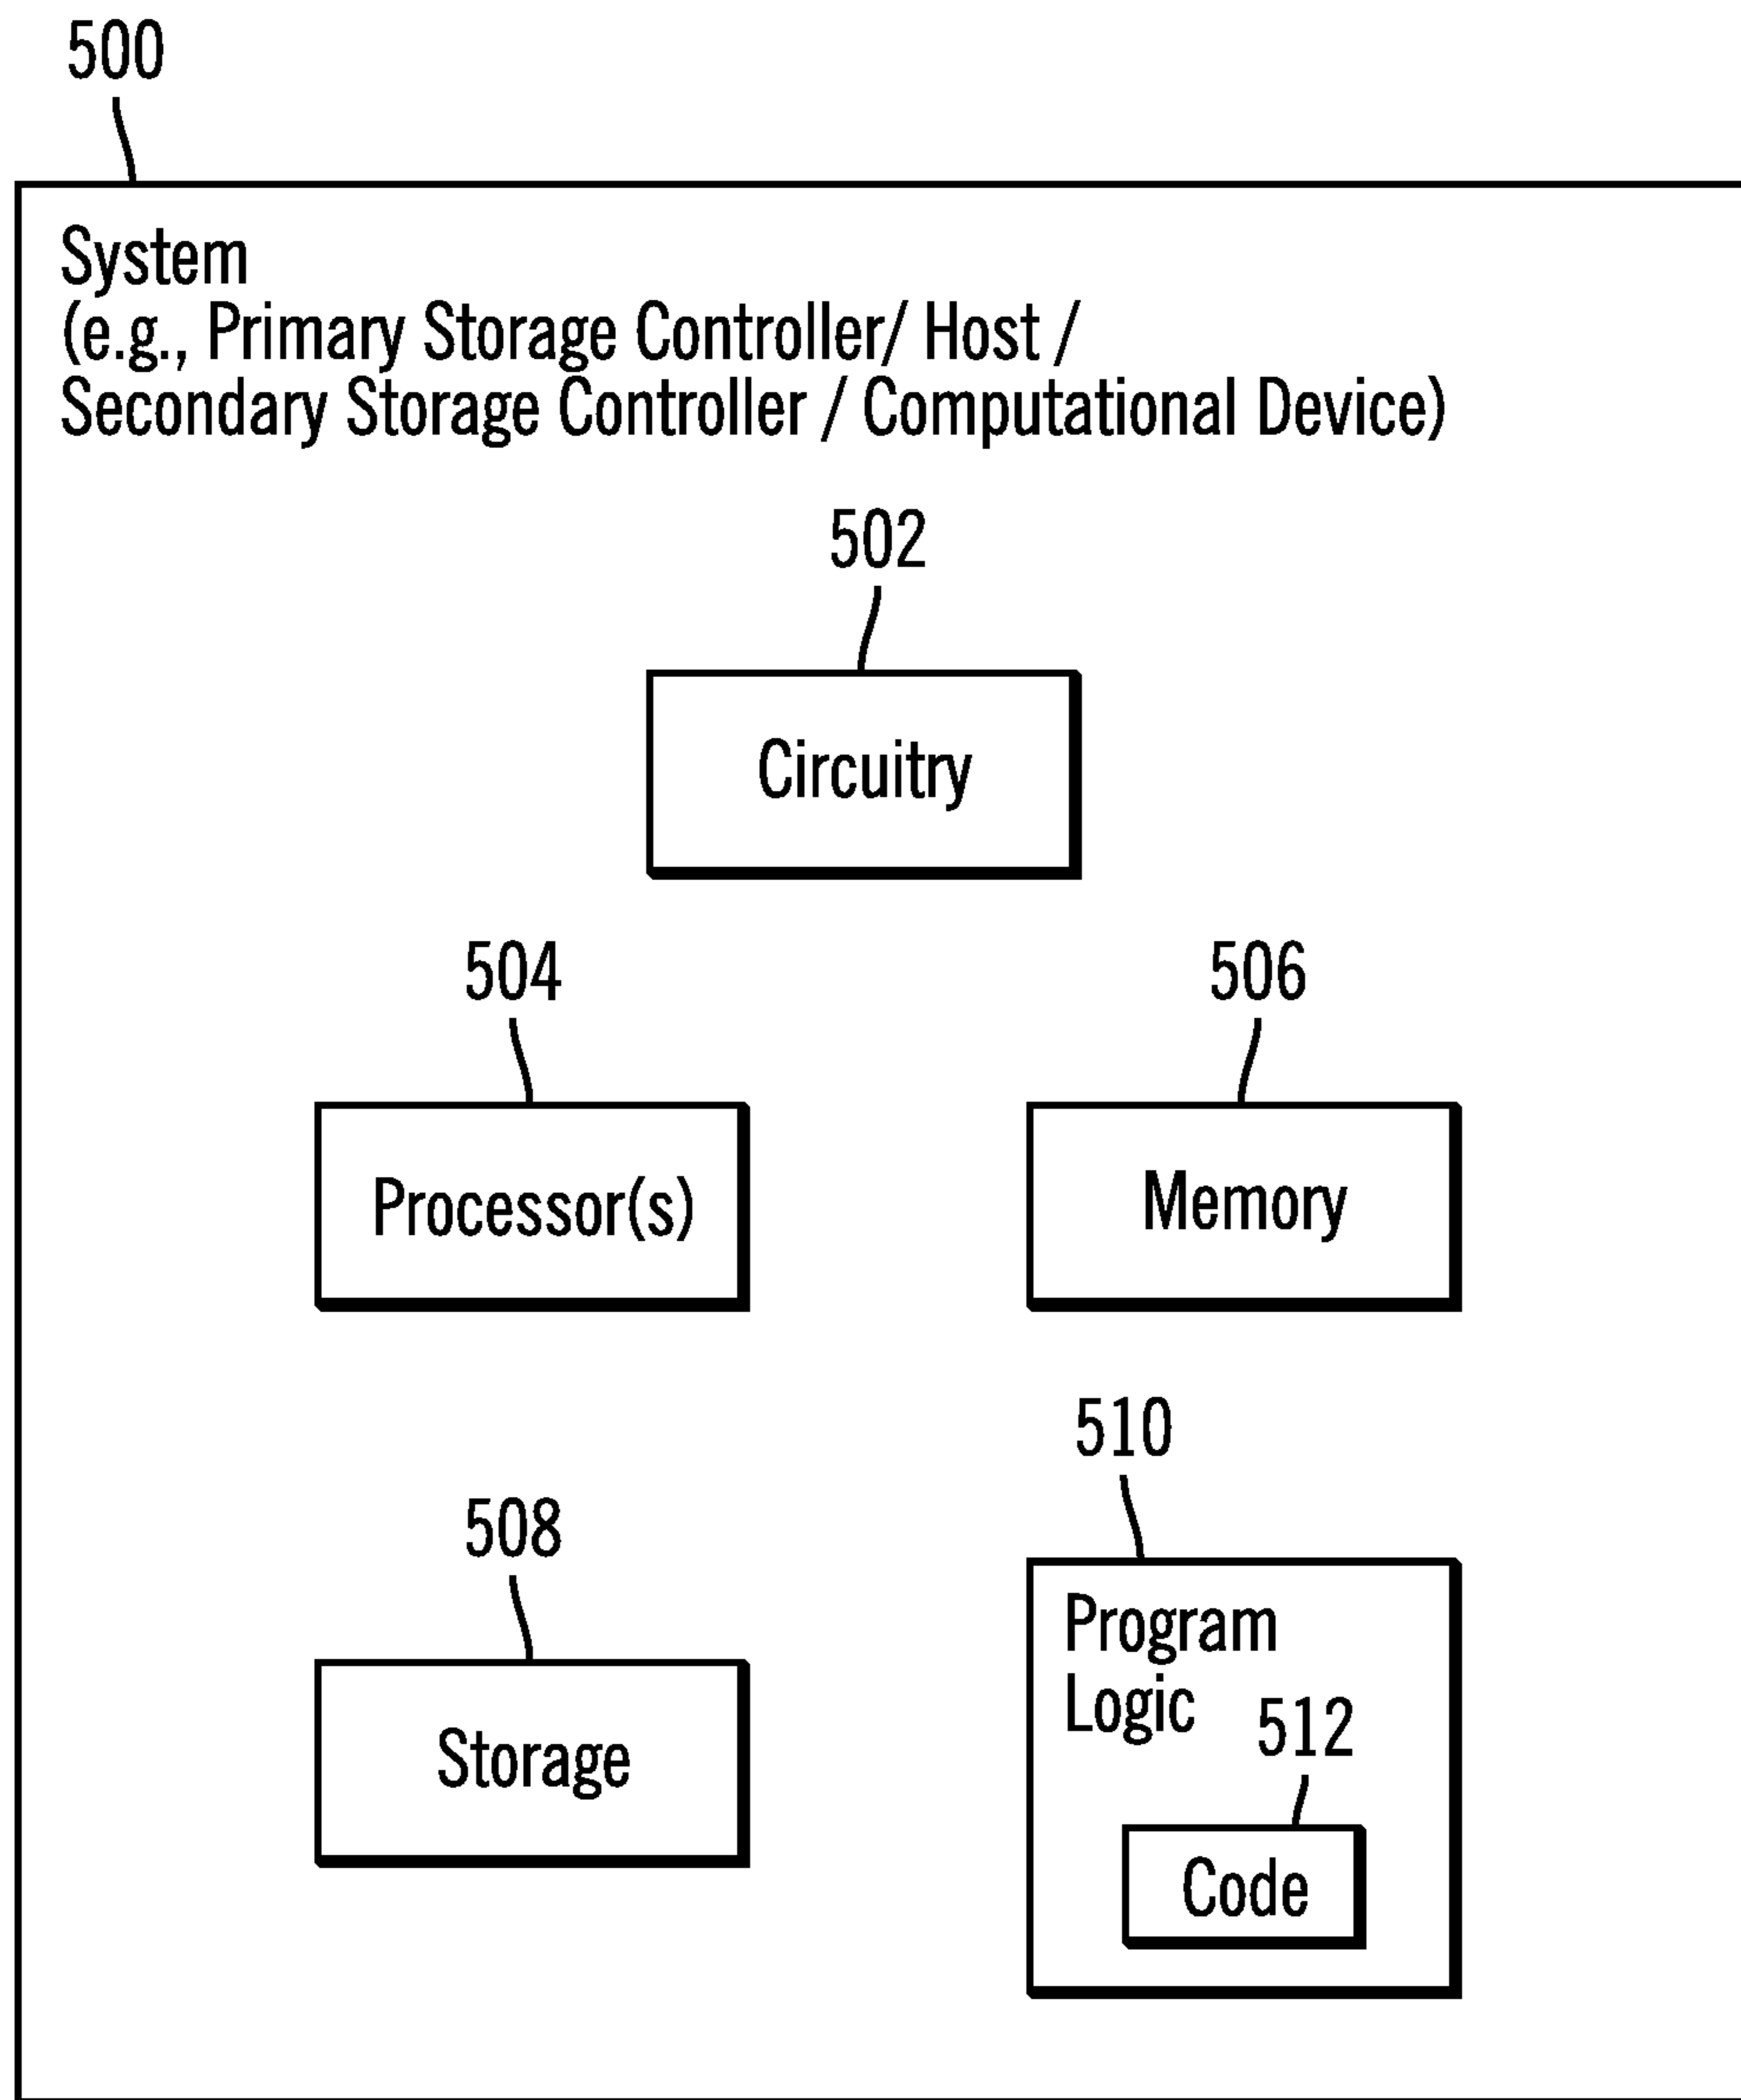 500
System
(e.g., Primary Storage Controller/ Host /
Secondary Storage Controller / Computational Device)
502
Circuitry
504
506
Processor(s)
Memory
510
508
Program
Logic
512
Storage
Code